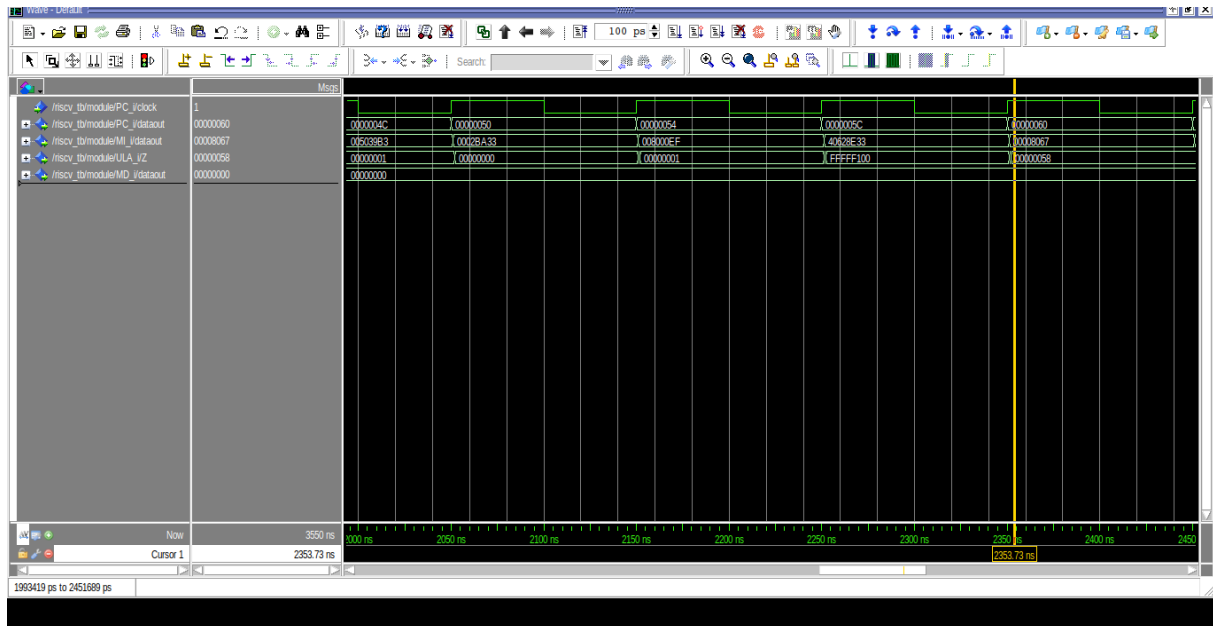 Wave - Default
100 ps
Search:
Msgs
/riscv_tb/module/PC_i/clock 1
/riscv_tb/module/PC_i/dataout 00000060 0000004C 00000050 00000054 0000005C 00000060
/riscv_tb/module/MI_i/dataout 00008067 005039B3 0002BA33 008000EF 40628E33 00008067
/riscv_tb/module/ULA_i/Z 00000058 00000001 00000000 00000001 FFFFF100 00000058
/riscv_tb/module/MD_i/dataout 00000000 00000000
Now 3550 ns 2000 ns 2050 ns 2100 ns 2150 ns 2200 ns 2250 ns 2300 ns 2350 ns 2400 ns 2450
Cursor 1 2353.73 ns 2353.73 ns
1993419 ps to 2451689 ps